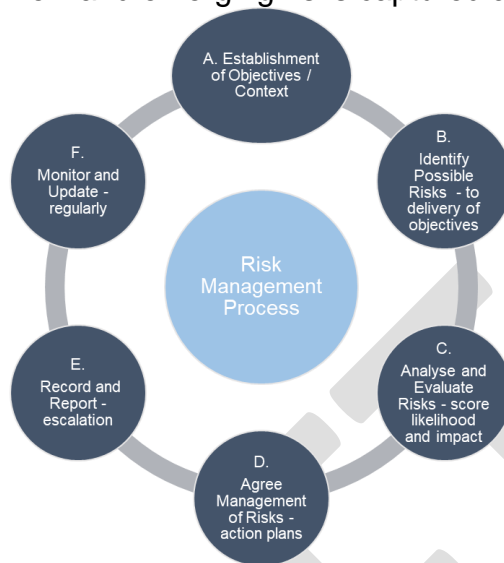 A. Establishment
of Objectives /
Context
B.
Identify
Possible
Risks - to
delivery of
objectives
C.
Analyse and
Evaluate
Risks - score
likelihood
and impact
D.
Agree
Management
of Risks -
action plans
E.
Record and
Report -
escalation
F.
Monitor and
Update -
regularly
Risk
Management
Process